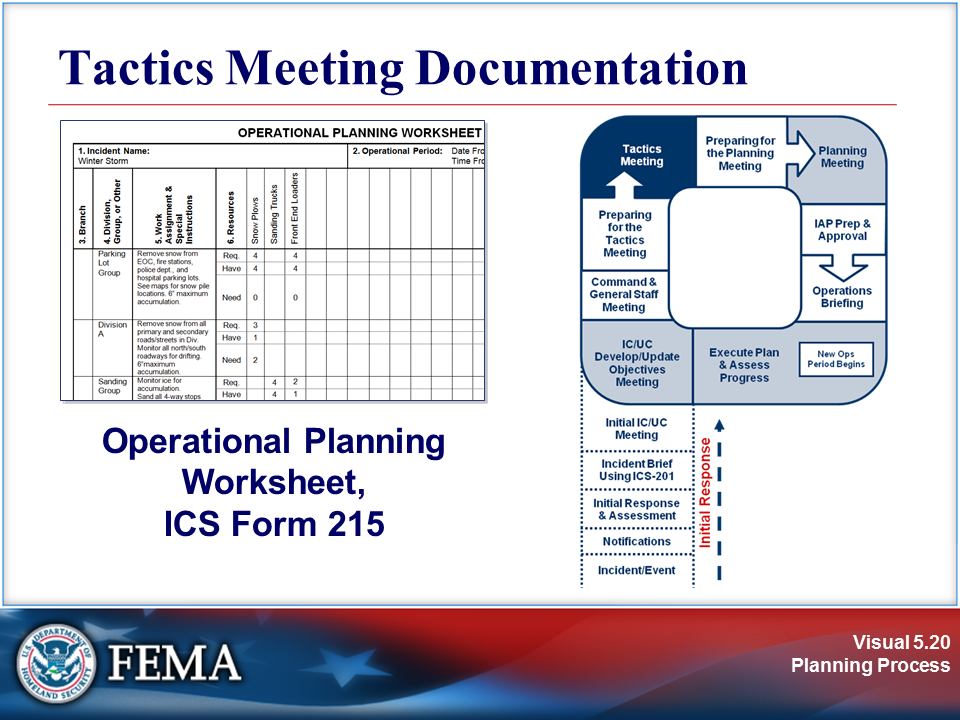 Tactics Meeting Documentation
OPERATIONAL PLANNING WORKSHEET
1. Incident Name:
Winter Storm
2. Operational Period: Date Fro
Time Fro
3. Branch
4. Division,
Group, or Other
5. Work
Assignment &
Special
Instructions
6. Resources
Snow Plows
Sanding Trucks
Front End Loaders
Parking
Lot
Group
Remove snow from
EOC, fire stations,
police dept., and
hospital parking lots.
See maps for snow pile
locations. 6" maximum
accumulation.
Req. 4 4
Have 4 4
Need 0 0
Division
A
Remove snow from all
primary and secondary
roads/streets in Div.
Monitor all north/south
roadways for drifting.
6"maximum
accumulation.
Req. 3
Have 1
Need 2
Sanding
Group
Monitor ice for
accumulation.
Sand all 4-way stops
Req. 4 2
Have 4 1
Operational Planning
Worksheet,
ICS Form 215
Tactics
Meeting
Preparing for
the Planning
Meeting
Planning
Meeting
Preparing
for the
Tactics
Meeting
IAP Prep &
Approval
Command &
General Staff
Meeting
Operations
Briefing
IC/UC
Develop/Update
Objectives
Meeting
Execute Plan
& Assess
Progress
New Ops
Period Begins
Initial IC/UC
Meeting
Incident Brief
Using ICS-201
Initial Response
& Assessment
Notifications
Incident/Event
Initial Response
U.S. DEPARTMENT OF
HOMELAND SECURITY
FEMA
Visual 5.20
Planning Process